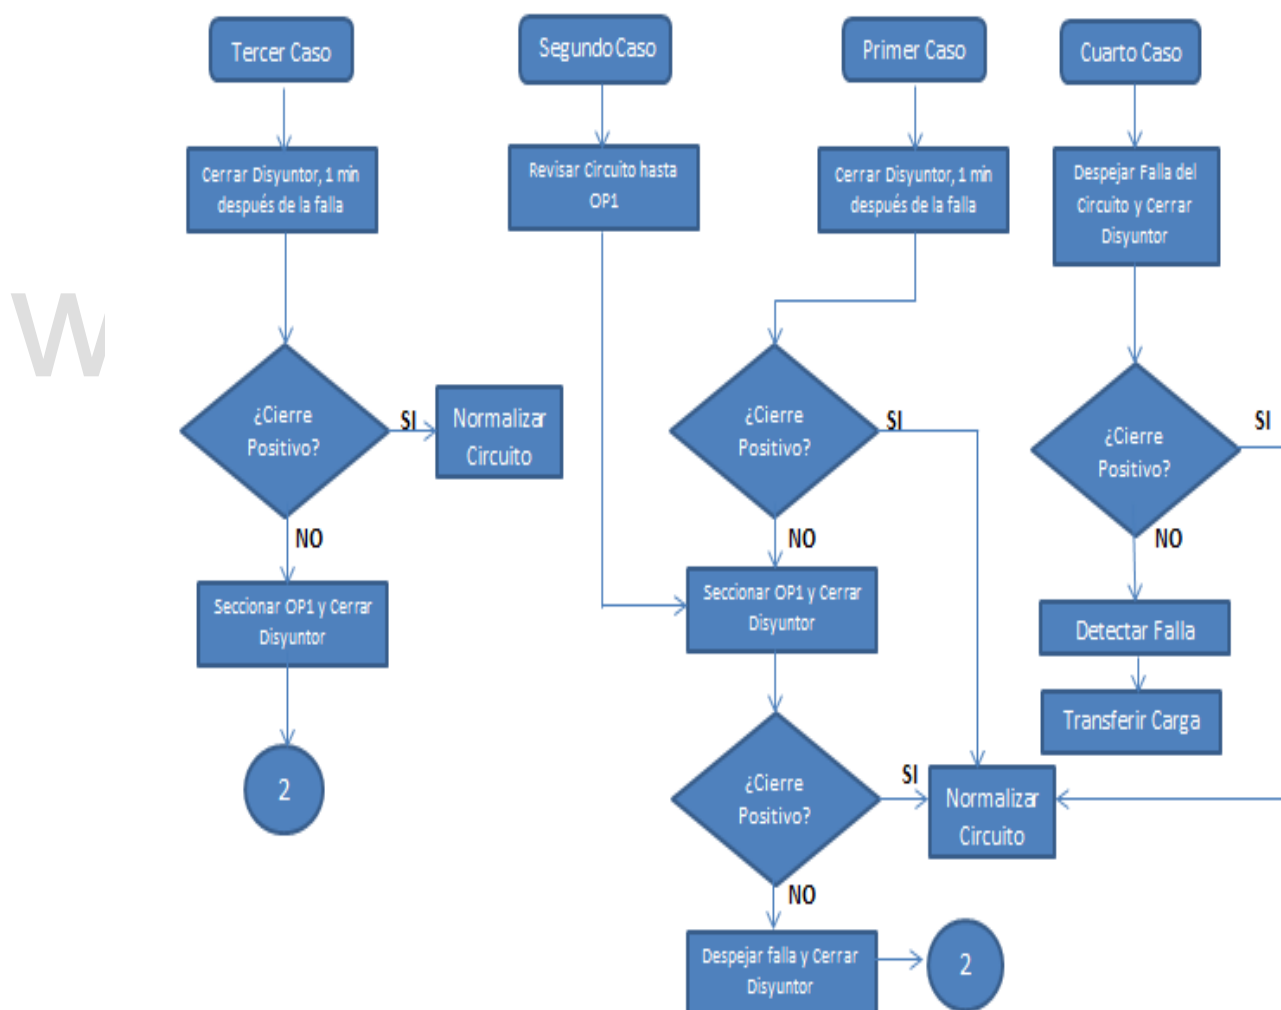 Tercer Caso
Segundo Caso
Primer Caso
Cuarto Caso
Cerrar Disyuntor, 1 min
después de la falla
Revisar Circuito hasta
OP1
Cerrar Disyuntor, 1 min
después de la falla
Despejar Falla del
Circuito y Cerrar
Disyuntor
W
¿Cierre
Positivo?
SI
Normalizar
Circuito
NO
¿Cierre
Positivo?
SI
NO
¿Cierre
Positivo?
SI
NO
Seccionar OP1 y Cerrar
Disyuntor
Seccionar OP1 y Cerrar
Disyuntor
Detectar Falla
Transferir Carga
2
¿Cierre
Positivo?
SI
Normalizar
Circuito
NO
Despejar falla y Cerrar
Disyuntor
2